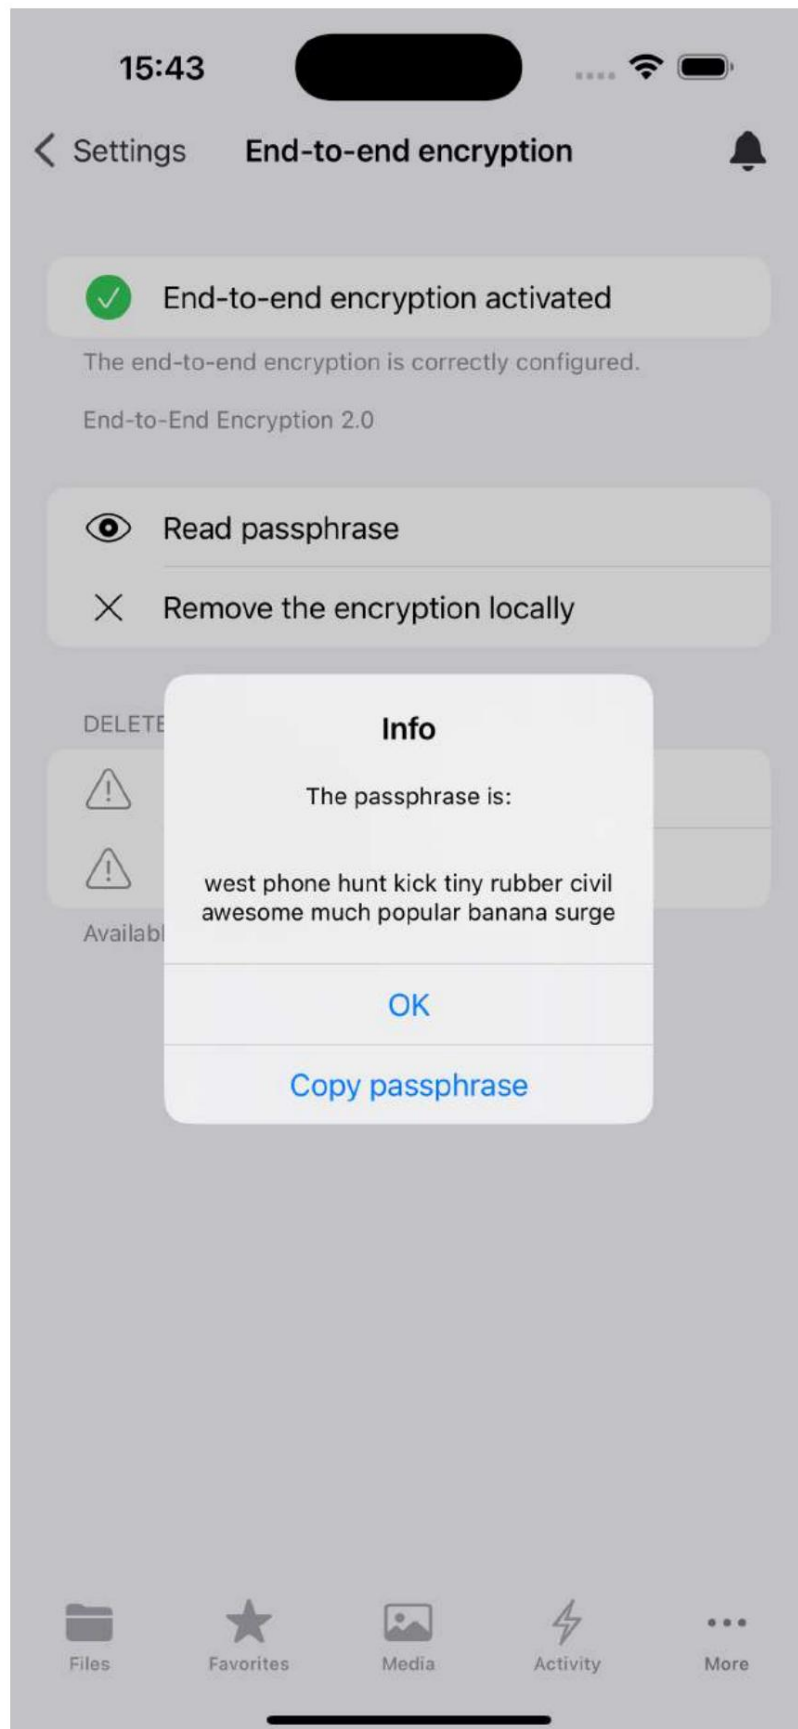 15:43
Settings
End-to-end encryption
End-to-end encryption activated
The end-to-end encryption is correctly configured.
End-to-End Encryption 2.0
Read passphrase
Remove the encryption locally
DELETE
Info
The passphrase is:
west phone hunt kick tiny rubber civil
awesome much popular banana surge
OK
Copy passphrase
Files
Favorites
Media
Activity
More